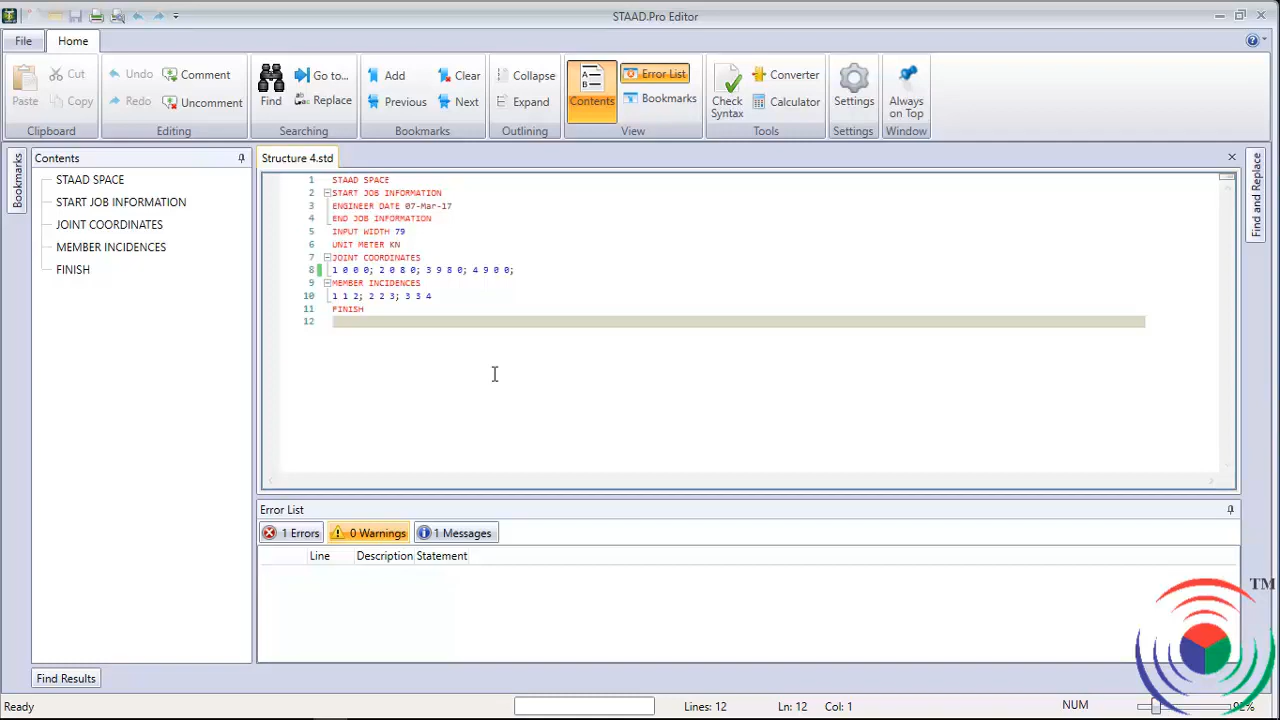 STAAD.Pro Editor
File Home
Paste Cut Copy Clipboard
Undo Redo Comment Uncomment Editing
Find Go to... Replace Searching
Add Previous Clear Next Bookmarks
Collapse Expand Outlining
Contents Error List Bookmarks View
Check Syntax Converter Calculator Tools
Settings Settings
Always on Top Window
Bookmarks
Contents
STAAD SPACE
START JOB INFORMATION
JOINT COORDINATES
MEMBER INCIDENCES
FINISH
Structure 4.std
1 STAAD SPACE
2 START JOB INFORMATION
3 ENGINEER DATE 07-Mar-17
4 END JOB INFORMATION
5 INPUT WIDTH 79
6 UNIT METER KN
7 JOINT COORDINATES
8 1 0 0 0; 2 0 8 0; 3 9 8 0; 4 9 0 0;
9 MEMBER INCIDENCES
10 1 1 2; 2 2 3; 3 3 4
11 FINISH
12
Find and Replace
Error List
1 Errors 0 Warnings 1 Messages
Line Description Statement
TM
Find Results
Ready Lines: 12 Ln: 12 Col: 1 NUM